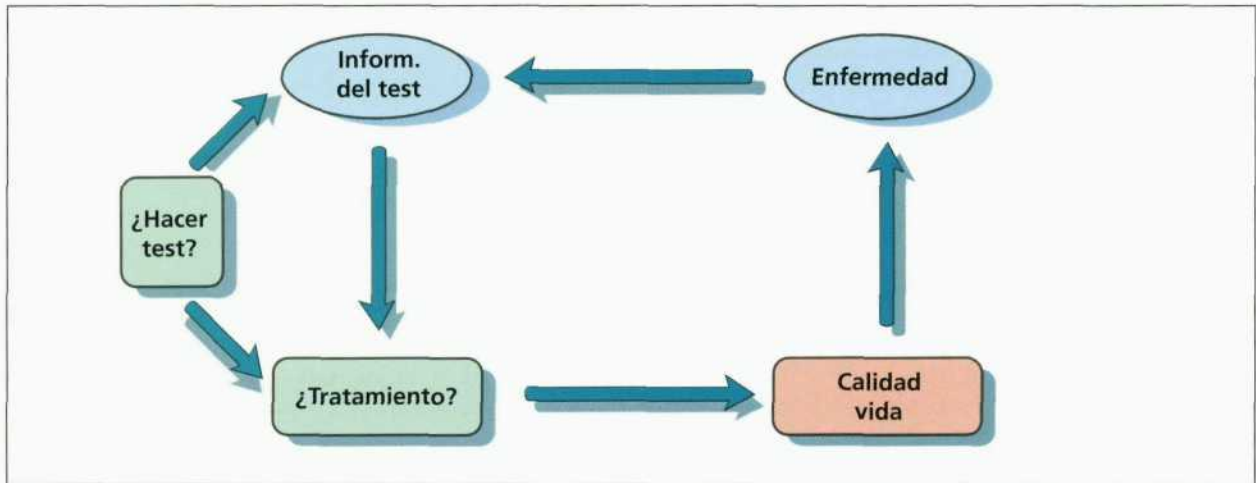 Inform.
del test
Enfermedad
¿Hacer
test?
¿Tratamiento?
Calidad
vida